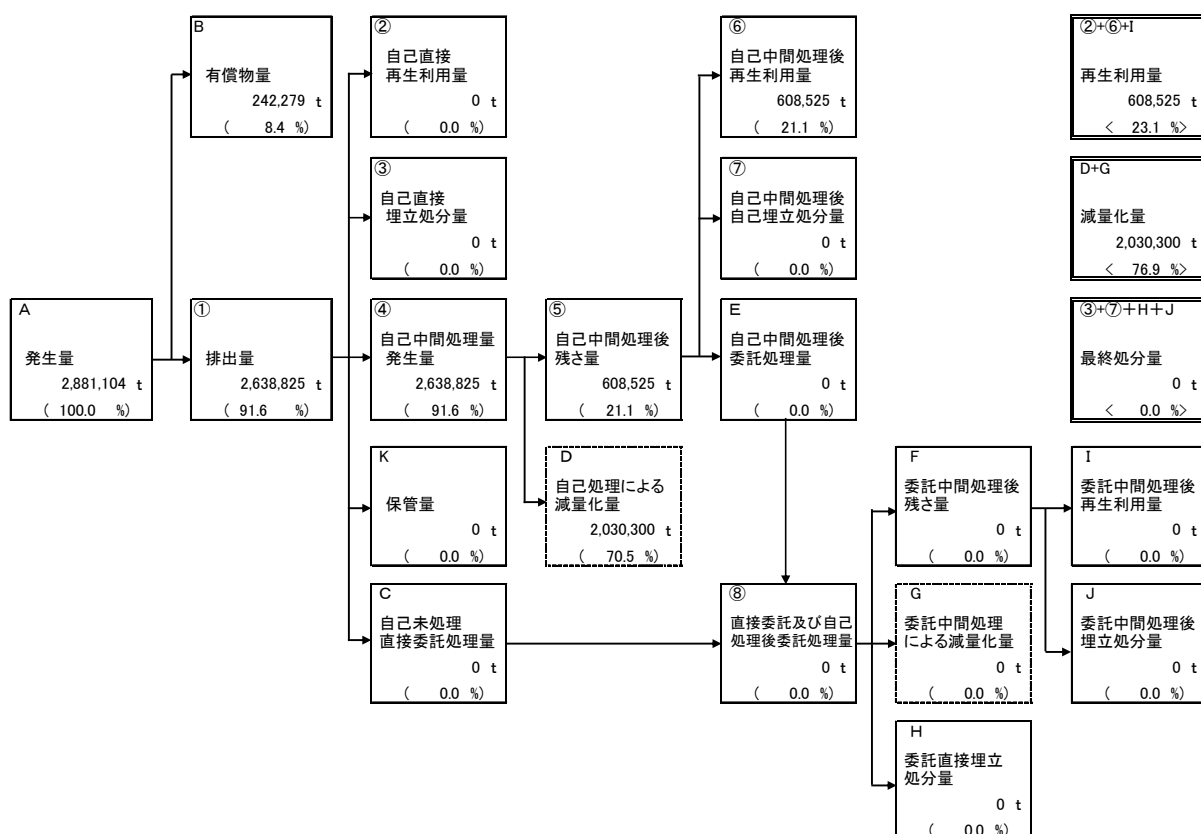 B
有償物量
242,279 t
( 8.4 %)
②
自己直接
再生利用量
0 t
( 0.0 %)
⑥
自己中間処理後
再生利用量
608,525 t
( 21.1 %)
②+⑥+I
再生利用量
608,525 t
< 23.1 %>
③
自己直接
埋立処分量
0 t
( 0.0 %)
⑦
自己中間処理後
自己埋立処分量
0 t
( 0.0 %)
D+G
減量化量
2,030,300 t
< 76.9 %>
A
発生量
2,881,104 t
( 100.0 %)
①
排出量
2,638,825 t
( 91.6 %)
④
自己中間処理量
発生量
2,638,825 t
( 91.6 %)
⑤
自己中間処理後
残さ量
608,525 t
( 21.1 %)
E
自己中間処理後
委託処理量
0 t
( 0.0 %)
③+⑦+H+J
最終処分量
0 t
< 0.0 %>
K
保管量
0 t
( 0.0 %)
D
自己処理による
減量化量
2,030,300 t
( 70.5 %)
F
委託中間処理後
残さ量
0 t
( 0.0 %)
I
委託中間処理後
再生利用量
0 t
( 0.0 %)
C
自己未処理
直接委託処理量
0 t
( 0.0 %)
⑧
直接委託及び自己
処理後委託処理量
0 t
( 0.0 %)
G
委託中間処理
による減量化量
0 t
( 0.0 %)
J
委託中間処理後
埋立処分量
0 t
( 0.0 %)
H
委託直接埋立
処分量
0 t
( 0.0 %)